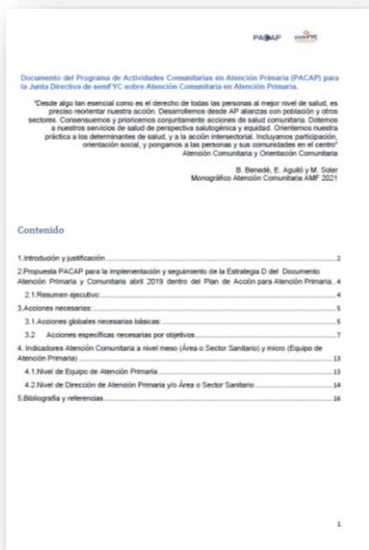 PACAP semFYC
Documento del Programa de Actividades Comunitarias en Atención Primaria (PACAP) para
la Junta Directiva de semFYC sobre Atención Comunitaria en Atención Primaria.
"Desde algo tan esencial como es el derecho de todas las personas al mejor nivel de salud, es
preciso reorientar nuestra acción. Desarrollemos desde AP alianzas con población y otros
sectores. Consensuemos y prioricemos conjuntamente acciones de salud comunitaria. Dotemos
a nuestros servicios de salud de perspectiva salutogénica y equidad. Orientemos nuestra
práctica a los determinantes de salud, y a la acción intersectorial. Incluyamos participación,
orientación social, y pongamos a las personas y sus comunidades en el centro"
Atención Comunitaria y Orientación Comunitaria
B. Benedé, E. Aguiló y M. Soler
Monográfico Atención Comunitaria AMF 2021
Contenido
1.Introdución y justificación 2
2.Propuesta PACAP para la implementación y seguimiento de la Estrategia D del Documento
Atención Primaria y Comunitaria abril 2019 dentro del Plan de Acción para Atención Primaria. 4
2.1.Resumen ejecutivo: 4
3.Acciones necesarias: 5
3.1.Acciones globales necesarias básicas: 5
3.2 Acciones específicas necesarias por objetivos 7
4. Indicadores Atención Comunitaria a nivel meso (Área o Sector Sanitario) y micro (Equipo de
Atención Primaria) 13
4.1.Nivel de Equipo de Atención Primaria 13
4.2.Nivel de Dirección de Atención Primaria y/o Área o Sector Sanitario 14
5.Bibliografía y referencias 16
1